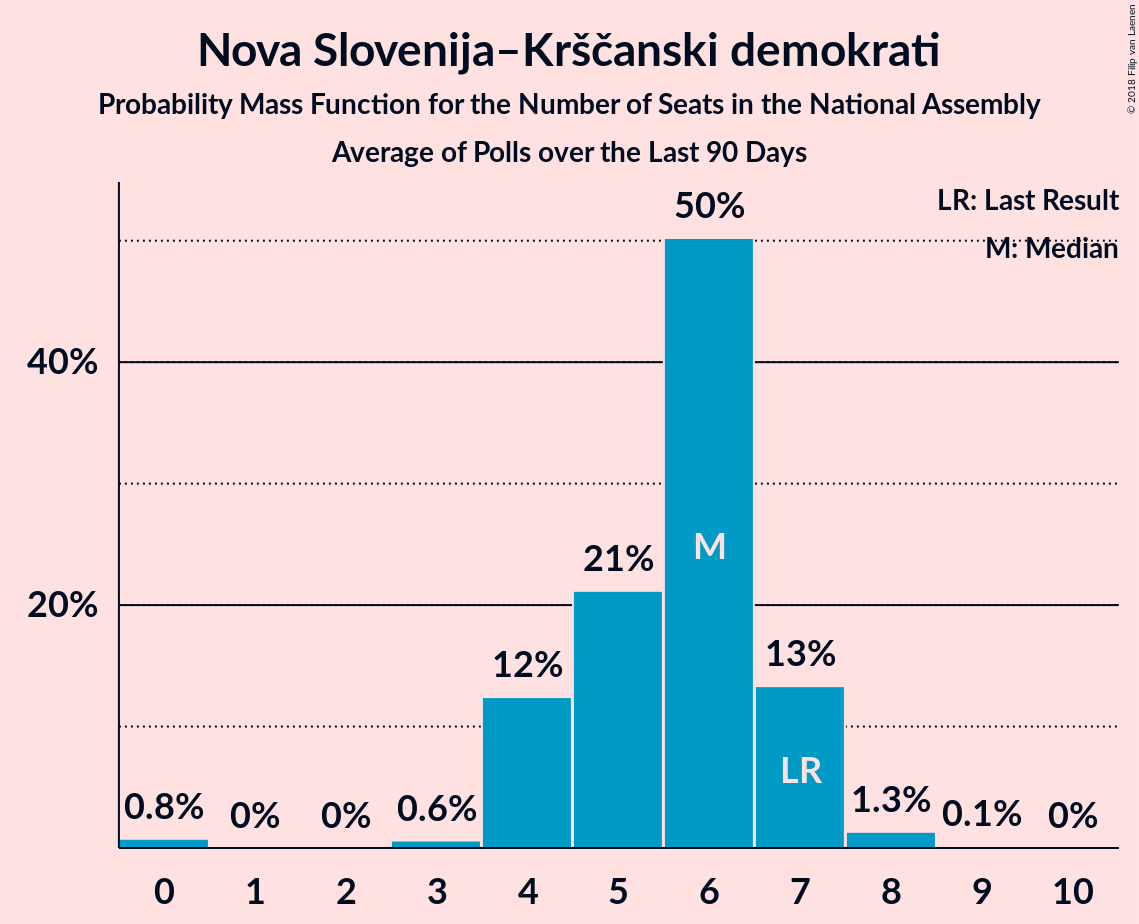 Nova Slovenija–Krščanski demokrati
Probability Mass Function for the Number of Seats in the National Assembly
Average of Polls over the Last 90 Days
© 2018 Filip van Laenen
LR: Last Result
M: Median
50%
40%
M
21%
20%
13%
12%
LR
0.8%
0%
0%
0.6%
1.3%
0.1%
0%
0 1 2 3 4 5 6 7 8 9 10